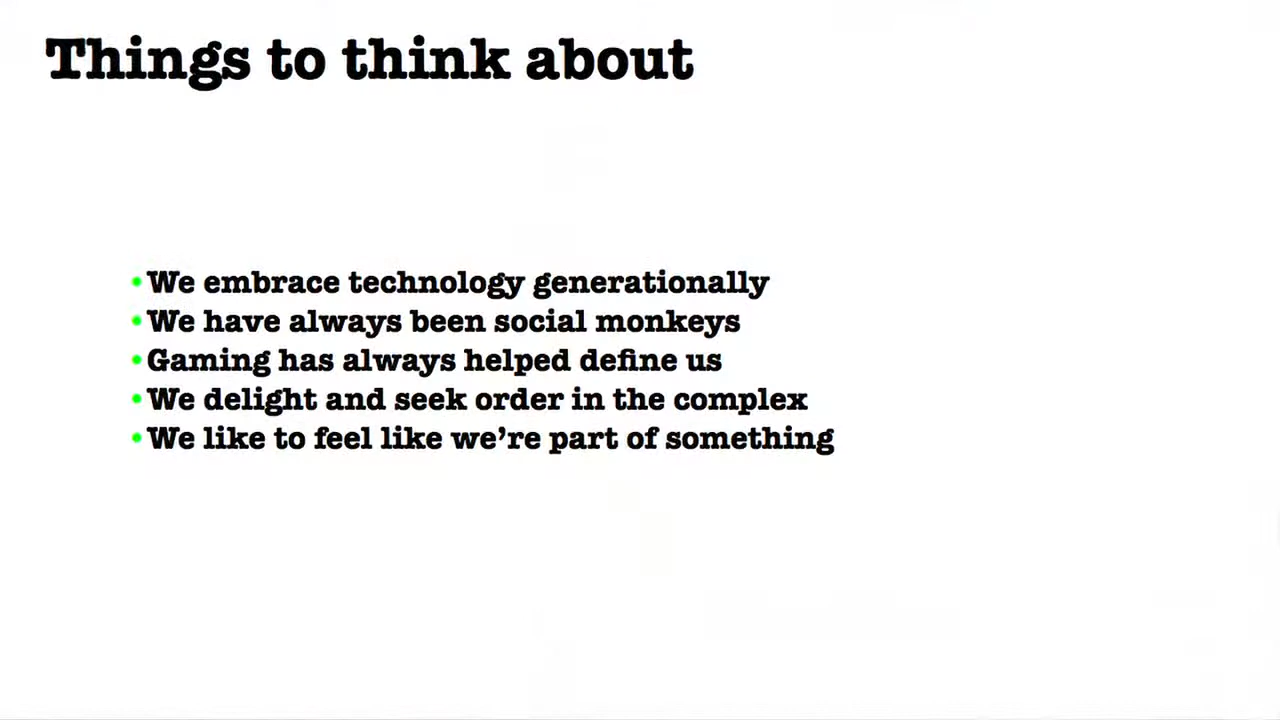 Things to think about
• We embrace technology generationally
• We have always been social monkeys
• Gaming has always helped define us
• We delight and seek order in the complex
• We like to feel like we’re part of something